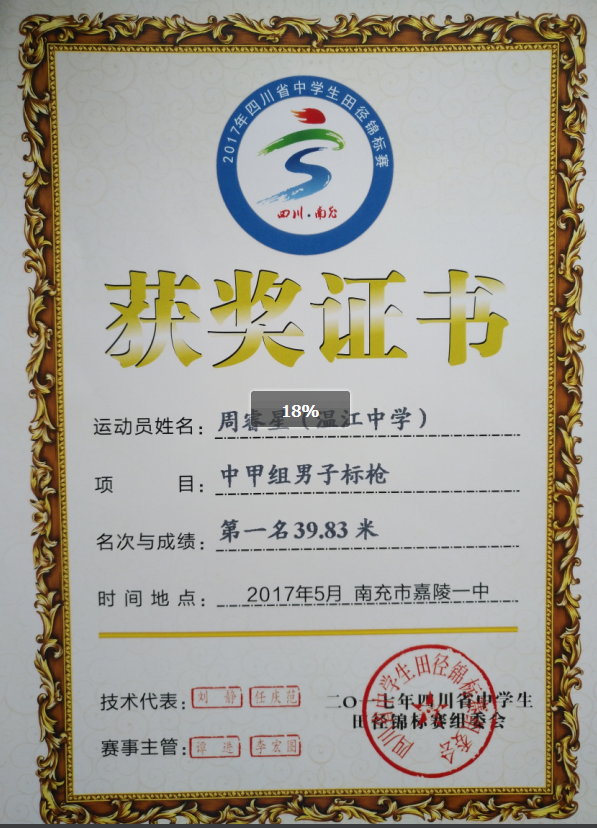 2017年四川省中学生田径锦标赛
四川·南充
获奖证书
18%
运动员姓名：周睿星（温江中学）
项 目：中甲组男子标枪
名次与成绩：第一名39.83 米
时间地点：2017年5月 南充市嘉陵一中
技术代表：刘 静 任庆范
二〇一七年四川省中学生
赛事主管：谭进 李宏图
田径锦标赛组委会